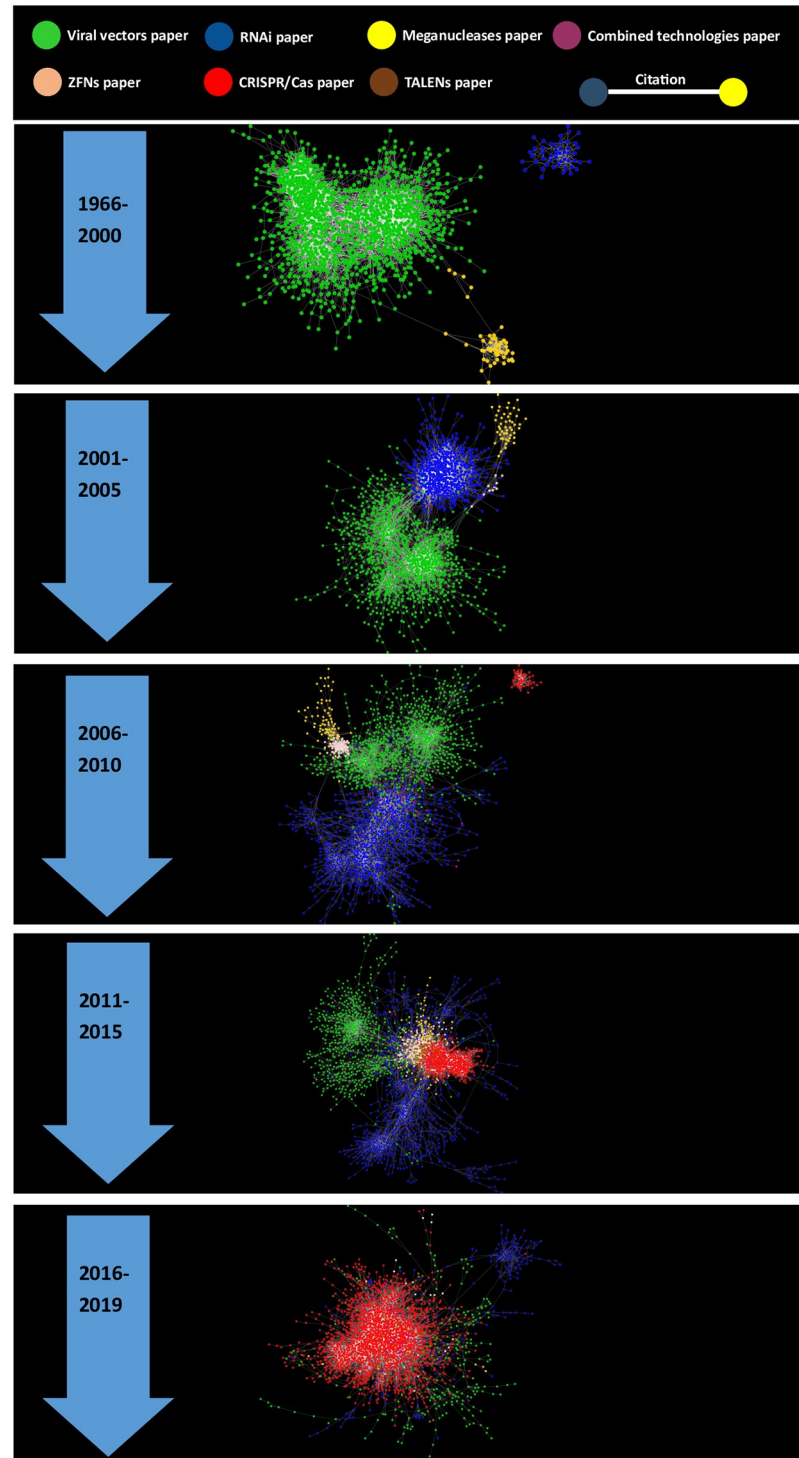 Viral vectors paper
RNAi paper
Meganucleases paper
Combined technologies paper
ZFNs paper
CRISPR/Cas paper
TALENs paper
Citation
1966-
2000
2001-
2005
2006-
2010
2011-
2015
2016-
2019